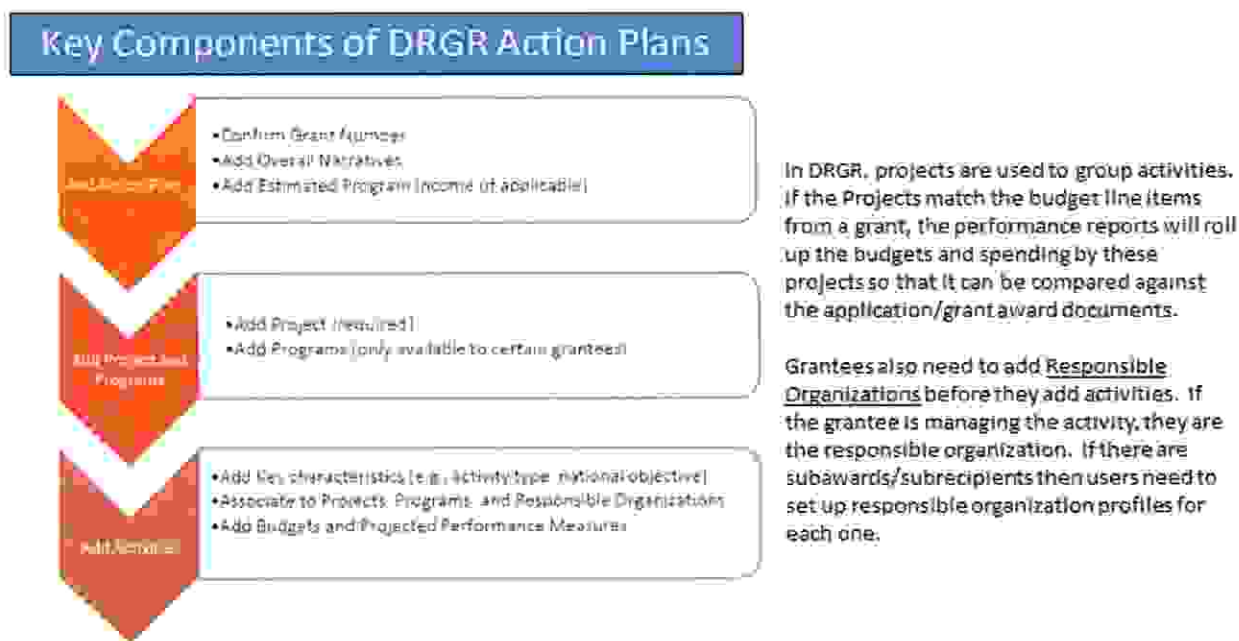 Key Components of DRGR Action Plans
•Confirm Grant Number
•Add Overall Narratives
•Add Estimated Program Income (if applicable)
Add Project and
Programs
•Add Project (required)
•Add Programs (only available to certain grantees)
Add Activities
•Add Key characteristics (e.g., activity type, national objective)
•Associate to Projects, Programs, and Responsible Organizations
•Add Budgets and Projected Performance Measures
In DRGR, projects are used to group activities.
If the Projects match the budget line items
from a grant, the performance reports will roll
up the budgets and spending by these
projects so that it can be compared against
the application/grant award documents.
Grantees also need to add Responsible
Organizations before they add activities. If
the grantee is managing the activity, they are
the responsible organization. If there are
subawards/subrecipients then users need to
set up responsible organization profiles for
each one.